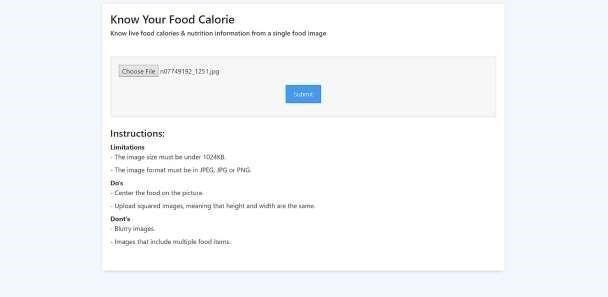 Know Your Food Calorie
Know live food calories & nutrition information from a single food image
Choose File n07749192_1251.jpg
Submit
Instructions:
Limitations
- The image size must be under 1024KB.
- The image format must be in JPEG, JPG or PNG.
Do's
- Center the food on the picture.
- Upload squared images, meaning that height and width are the same.
Dont's
- Blurry images.
- Images that include multiple food items.